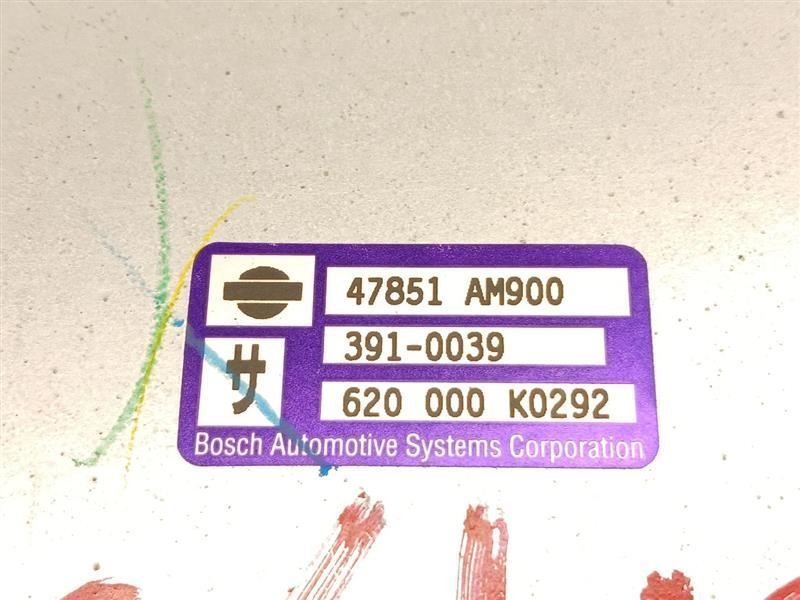 47851 AM900
391-0039
サ
620 000 K0292
Bosch Automotive Systems Corporation